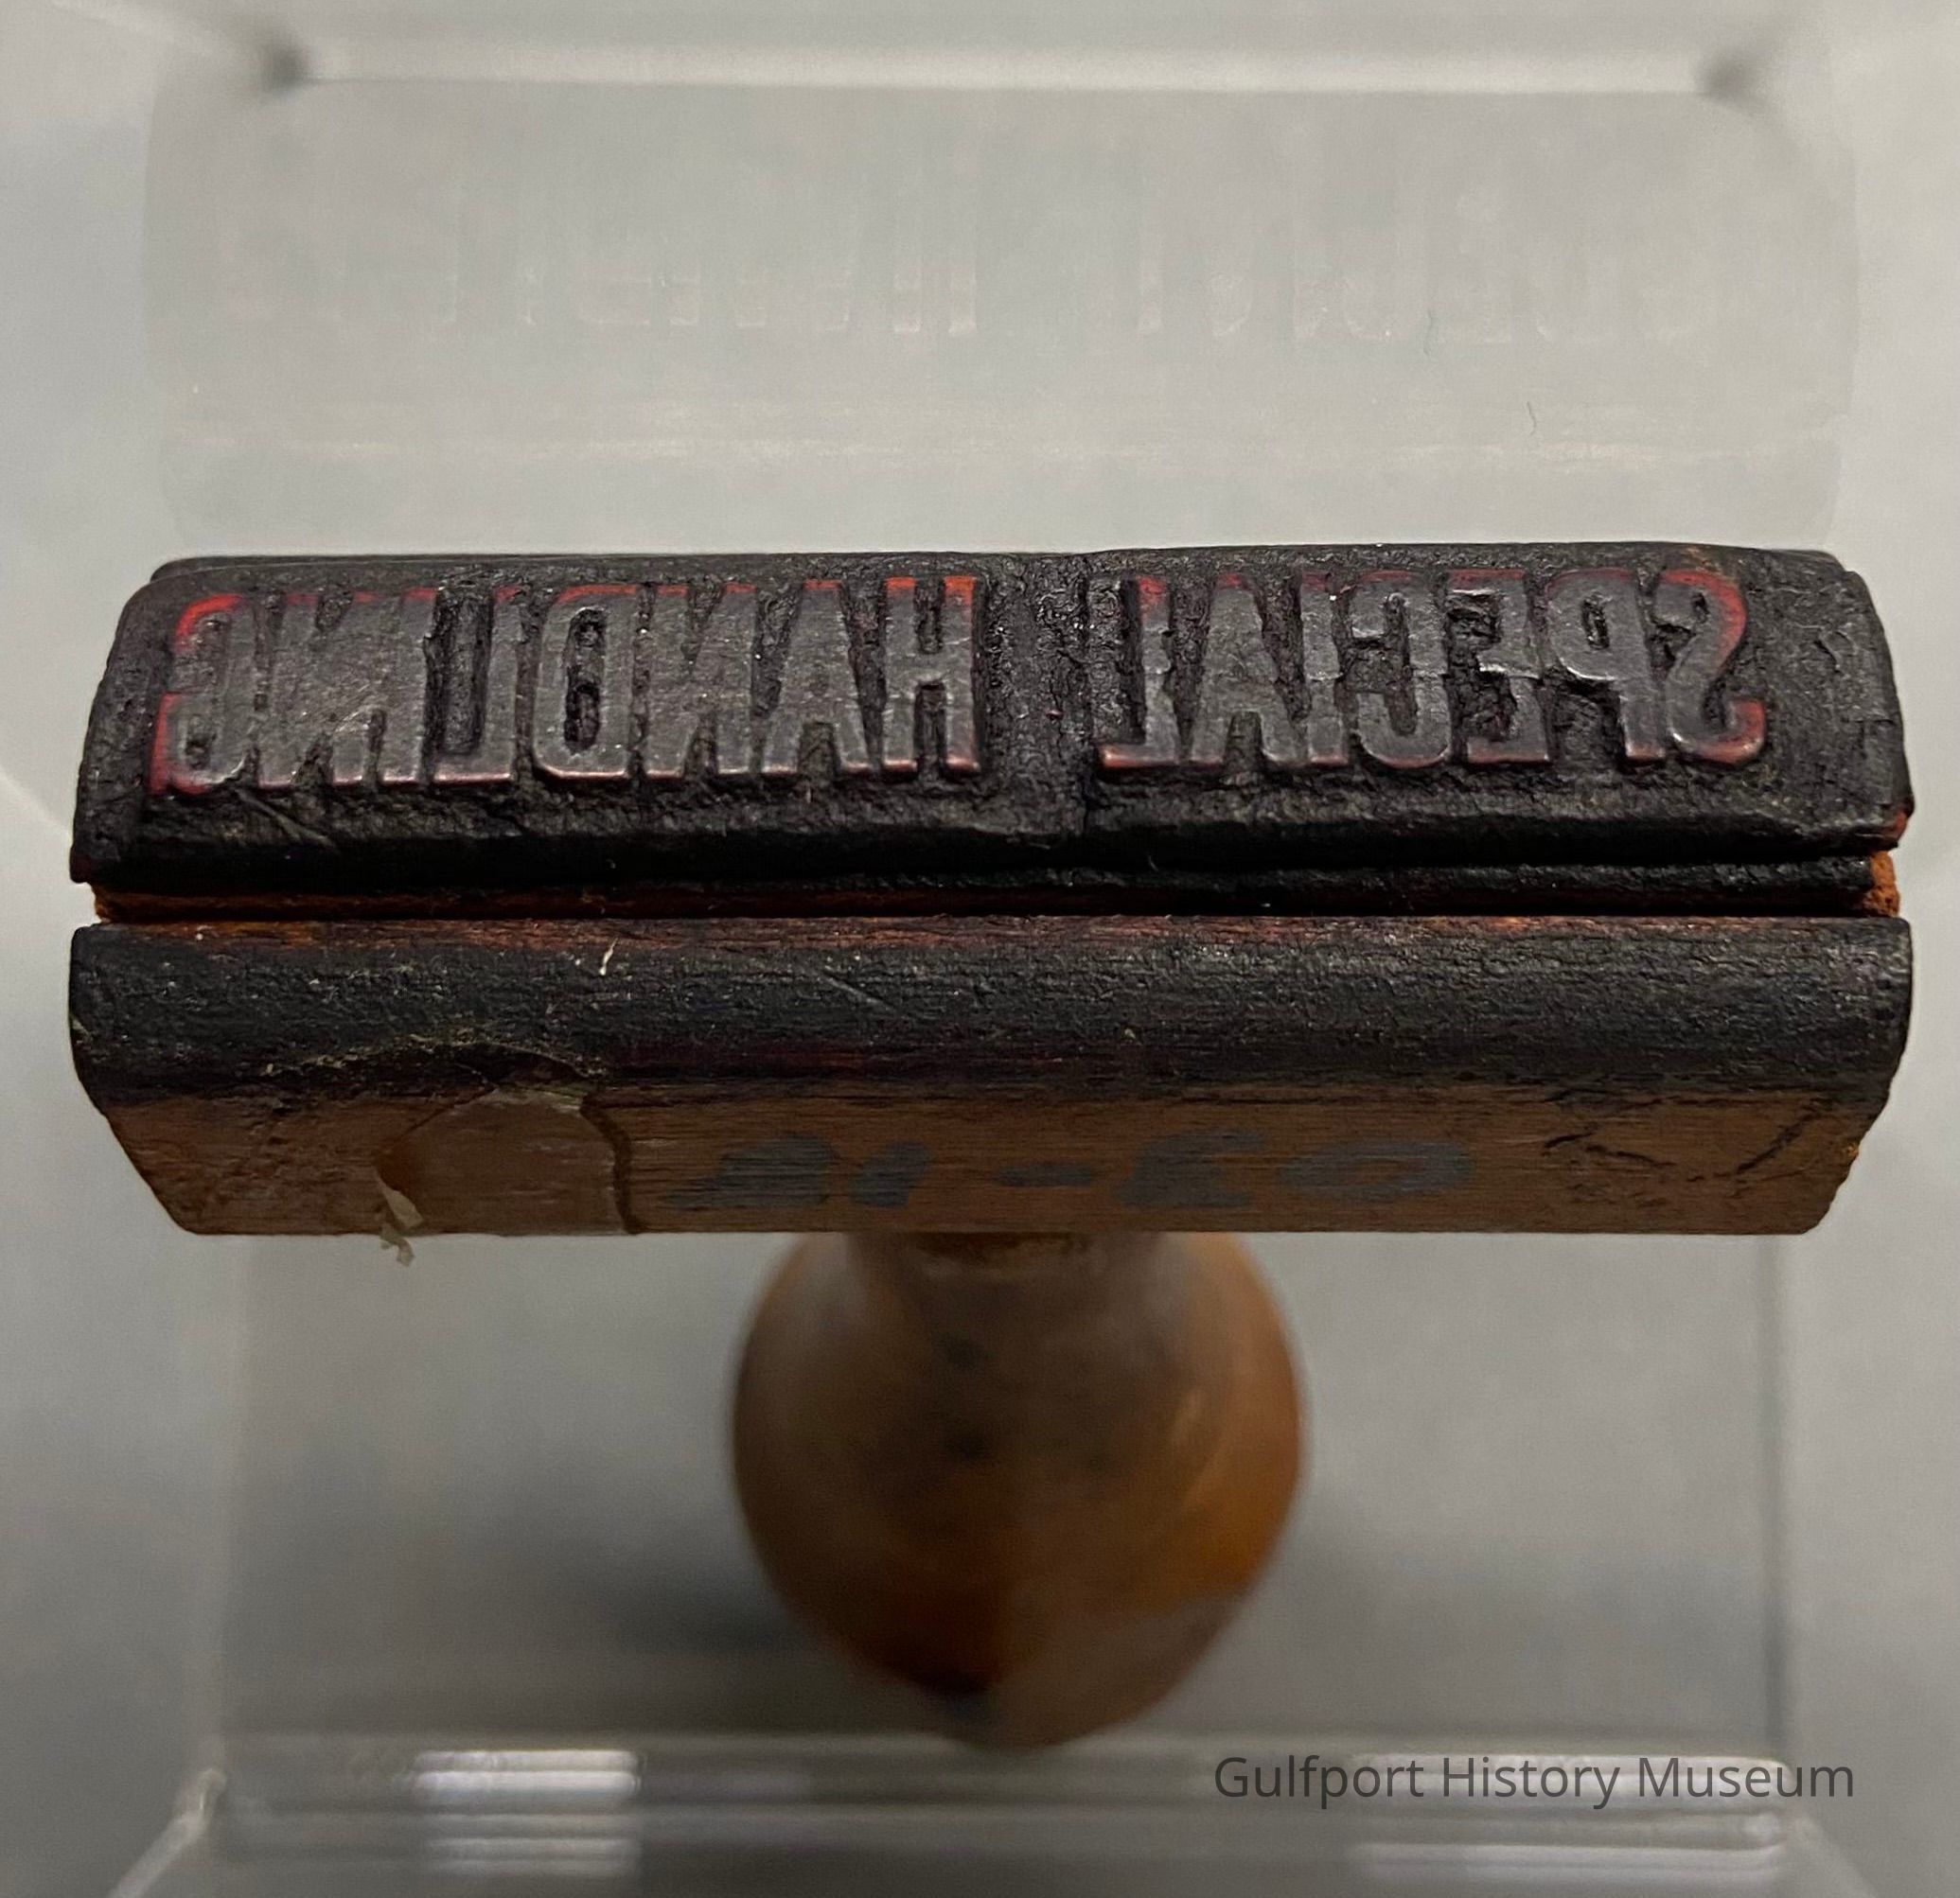 SPECIAL HANDLING
Gulfport History Museum